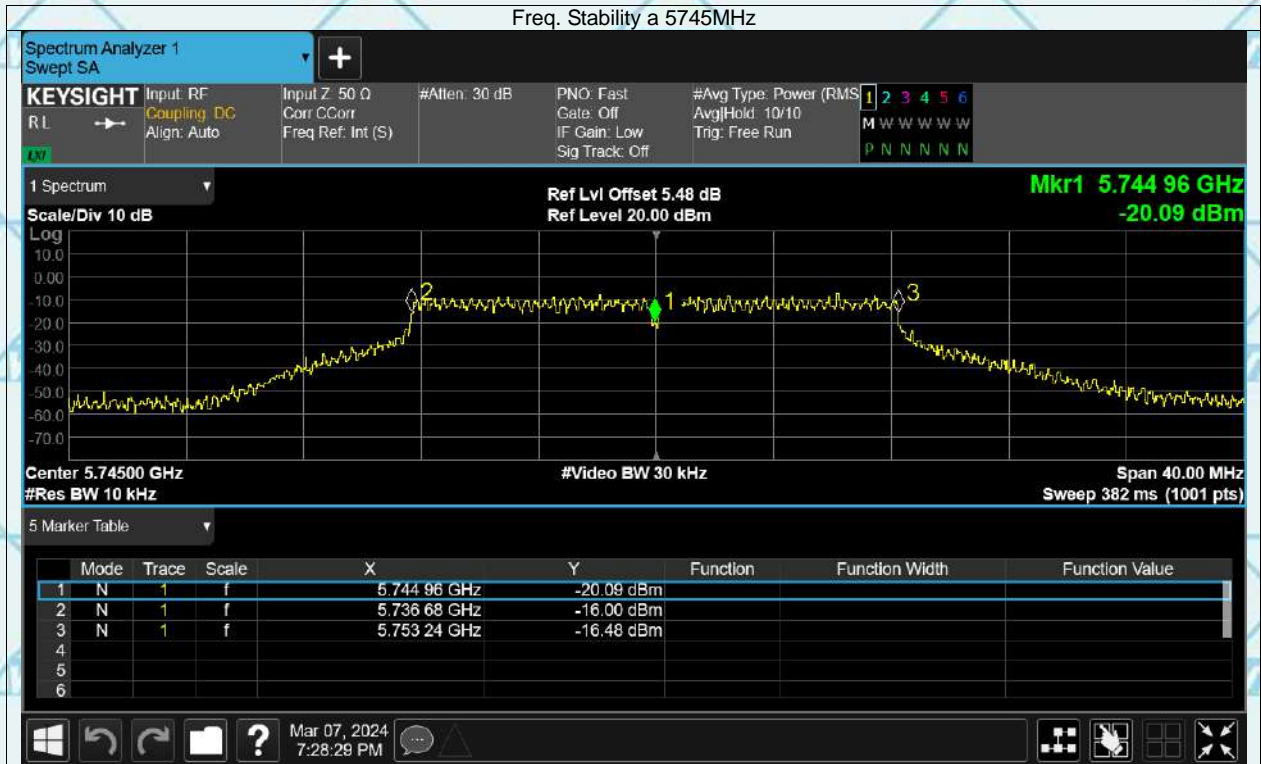 Freq. Stability a 5745MHz
Spectrum Analyzer 1
Swept SA
+
KEYSIGHT
RL
LXI
Input: RF
Coupling: DC
Align: Auto
Input Z: 50 Ω
Corr CCorr
Freq Ref: Int (S)
#Atten: 30 dB
PNO: Fast
Gate: Off
IF Gain: Low
Sig Track: Off
#Avg Type: Power (RMS
Avg|Hold: 10/10
Trig: Free Run
1 2 3 4 5 6
M W W W W W
P N N N N N
1 Spectrum
Scale/Div 10 dB
Ref Lvl Offset 5.48 dB
Ref Level 20.00 dBm
Mkr1 5.744 96 GHz
-20.09 dBm
Log
10.0
0.00
-10.0
-20.0
-30.0
-40.0
-50.0
-60.0
-70.0
2
1
3
Center 5.74500 GHz
#Video BW 30 kHz
Span 40.00 MHz
#Res BW 10 kHz
Sweep 382 ms (1001 pts)
5 Marker Table
Mode Trace Scale X Y Function Function Width Function Value
1 N 1 f 5.744 96 GHz -20.09 dBm
2 N 1 f 5.736 68 GHz -16.00 dBm
3 N 1 f 5.753 24 GHz -16.48 dBm
4
5
6
?
Mar 07, 2024
7:28:29 PM